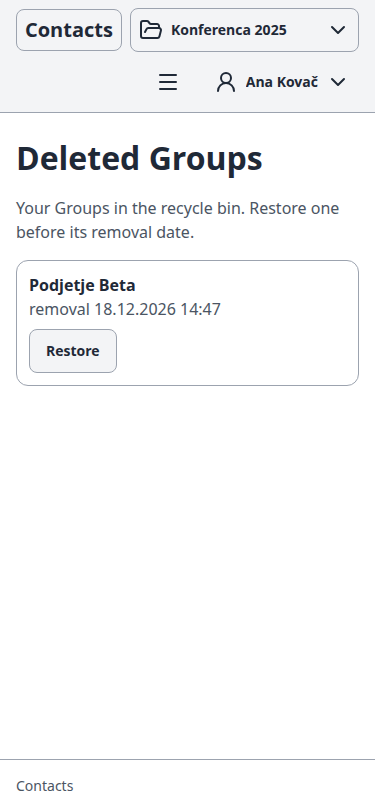 Contacts
Konferenca 2025
Ana Kovač
Deleted Groups
Your Groups in the recycle bin. Restore one
before its removal date.
Podjetje Beta
removal 18.12.2026 14:47
Restore
Contacts